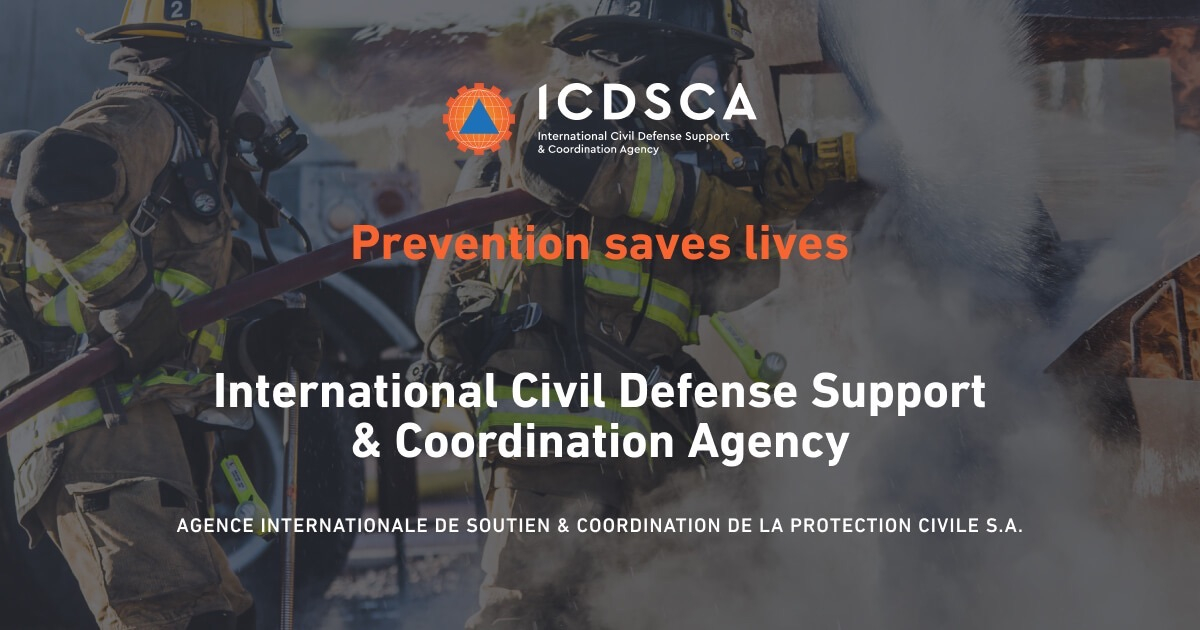 2
2
ICDSCA
International Civil Defense Support
& Coordination Agency
Prevention saves lives
International Civil Defense Support
& Coordination Agency
AGENCE INTERNATIONALE DE SOUTIEN & COORDINATION DE LA PROTECTION CIVILE S.A.